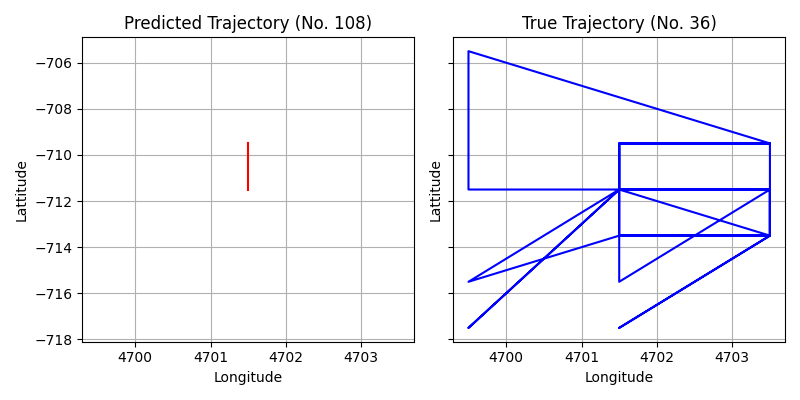 Predicted Trajectory (No. 108)
Lattitude
−706
−708
−710
−712
−714
−716
−718
4700
4701
4702
4703
Longitude
True Trajectory (No. 36)
Lattitude
4700
4701
4702
4703
Longitude